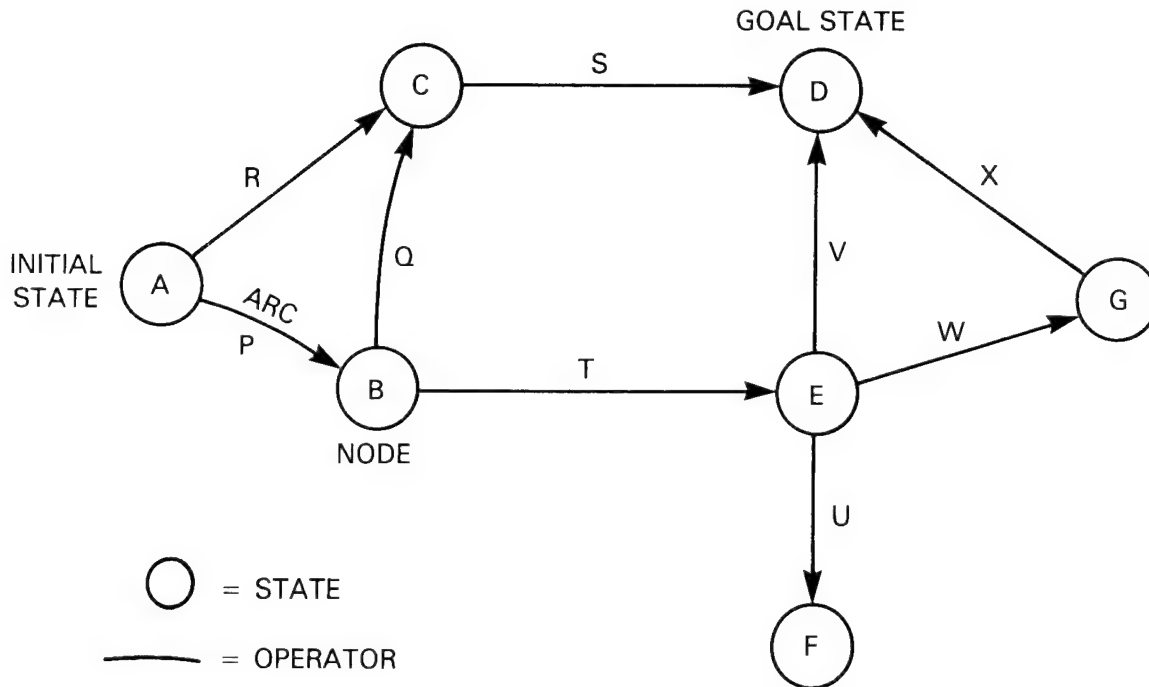 GOAL STATE
C
S
D
R
X
Q
V
INITIAL
STATE
A
ARC
P
G
W
B
T
E
NODE
U
= STATE
F
= OPERATOR